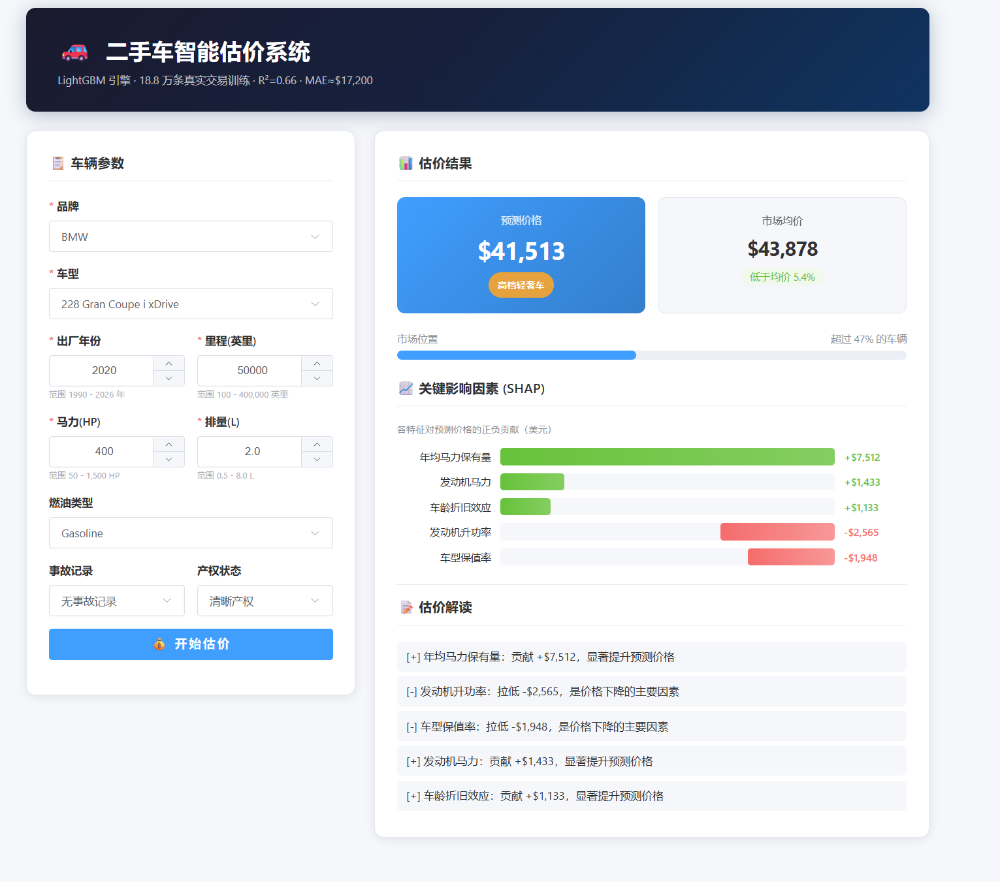 二手车智能估价系统
LightGBM 引擎 · 18.8 万条真实交易训练 · R²=0.66 · MAE≈$17,200
车辆参数
* 品牌
BMW
* 车型
228 Gran Coupe i xDrive
* 出厂年份 * 里程(英里)
2020 50000
范围 1990 - 2026 年 范围 100 - 400,000 英里
* 马力(HP) * 排量(L)
400 2.0
范围 50 - 1,500 HP 范围 0.5 - 8.0 L
燃油类型
Gasoline
事故记录 产权状态
无事故记录 清晰产权
开始估价
估价结果
预测价格
$41,513
高档轻奢车
市场均价
$43,878
低于均价 5.4%
市场位置 超过 47% 的车辆
关键影响因素 (SHAP)
各特征对预测价格的正负贡献（美元）
年均马力保有量 +$7,512
发动机马力 +$1,433
车龄折旧效应 +$1,133
发动机升功率 -$2,565
车型保值率 -$1,948
估价解读
[+] 年均马力保有量：贡献 +$7,512，显著提升预测价格
[-] 发动机升功率：拉低 -$2,565，是价格下降的主要因素
[-] 车型保值率：拉低 -$1,948，是价格下降的主要因素
[+] 发动机马力：贡献 +$1,433，显著提升预测价格
[+] 车龄折旧效应：贡献 +$1,133，显著提升预测价格